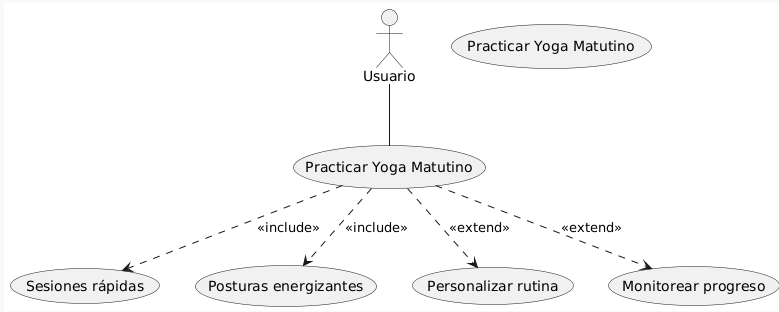 Practicar Yoga Matutino
Usuario
Practicar Yoga Matutino
«include»
«include»
«extend»
«extend»
Sesiones rápidas
Posturas energizantes
Personalizar rutina
Monitorear progreso